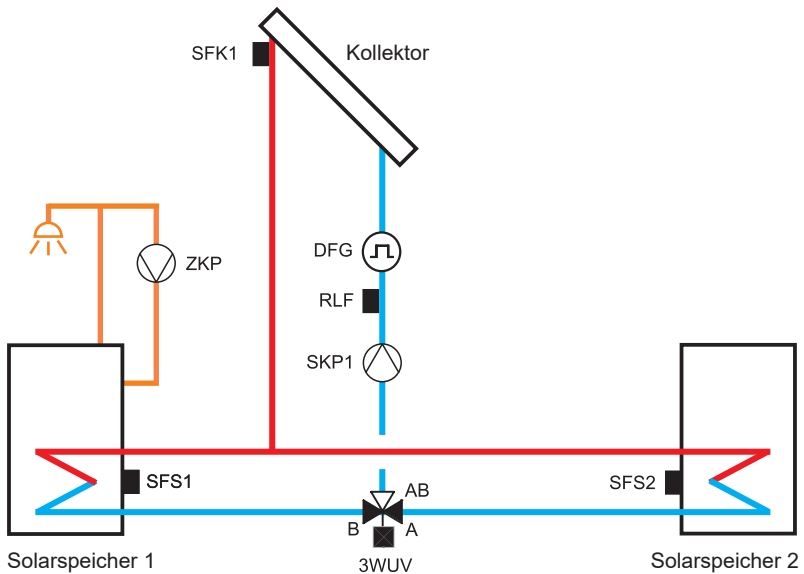 SFK1
Kollektor
DFG
ZKP
RLF
SKP1
SFS1
SFS2
AB
B
A
3WUV
Solarspeicher 1
Solarspeicher 2